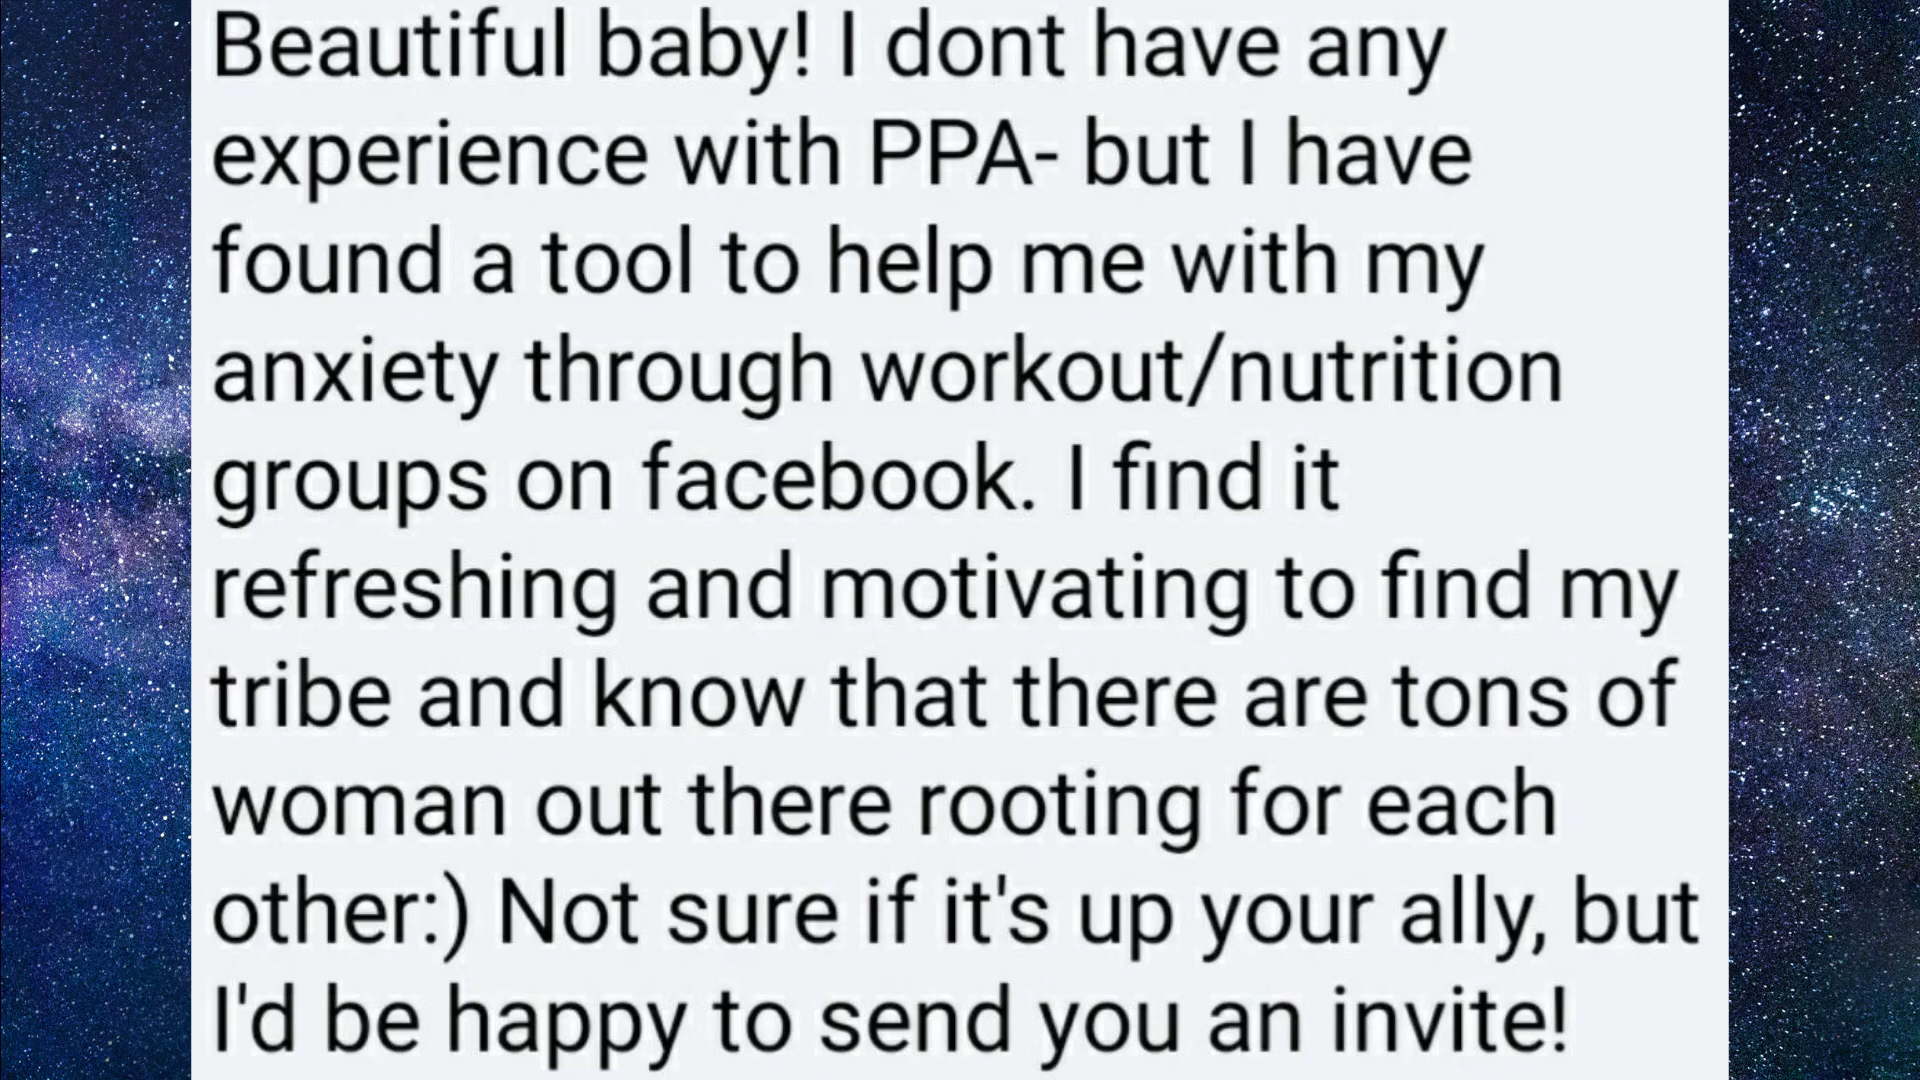 Beautiful baby! I dont have any
experience with PPA- but I have
found a tool to help me with my
anxiety through workout/nutrition
groups on facebook. I find it
refreshing and motivating to find my
tribe and know that there are tons of
woman out there rooting for each
other:) Not sure if it's up your ally, but
I'd be happy to send you an invite!